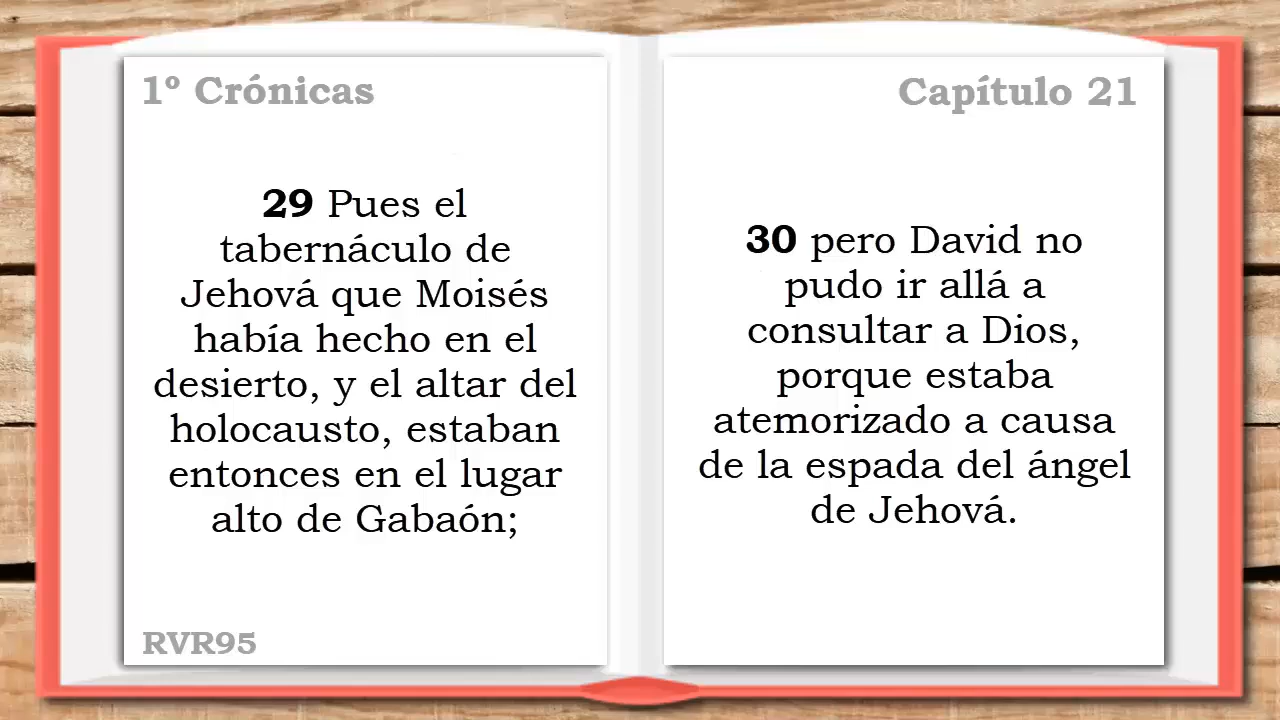 1º Crónicas
29 Pues el
tabernáculo de
Jehová que Moisés
había hecho en el
desierto, y el altar del
holocausto, estaban
entonces en el lugar
alto de Gabaón;
RVR95
Capítulo 21
30 pero David no
pudo ir allá a
consultar a Dios,
porque estaba
atemorizado a causa
de la espada del ángel
de Jehová.